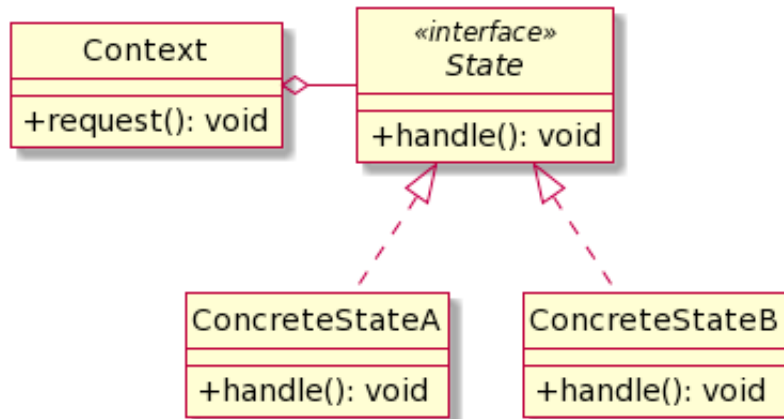 Context
+request(): void
«interface»
State
+handle(): void
ConcreteStateA
+handle(): void
ConcreteStateB
+handle(): void